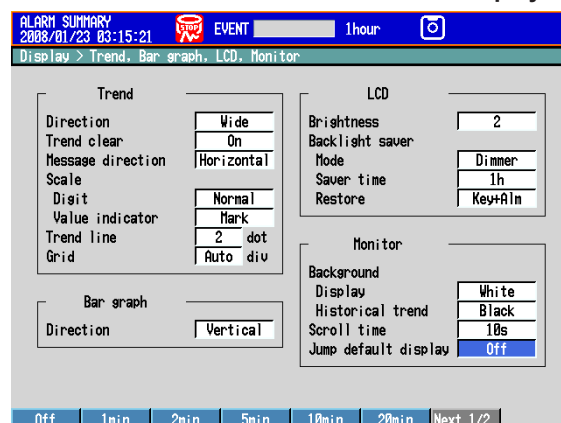 ALARM SUMMARY
2008/01/23 03:15:21
STOP
EVENT
1hour
Display > Trend, Bar graph, LCD, Monitor
Trend
Direction Wide
Trend clear On
Message direction Horizontal
Scale
Digit Normal
Value indicator Mark
Trend line 2 dot
Grid Auto div
Bar graph
Direction Vertical
LCD
Brightness 2
Backlight saver
Mode Dimmer
Saver time 1h
Restore Key+Alm
Monitor
Background
Display White
Historical trend Black
Scroll time 10s
Jump default display Off
Off 1min 2min 5min 10min 20min Next 1/2